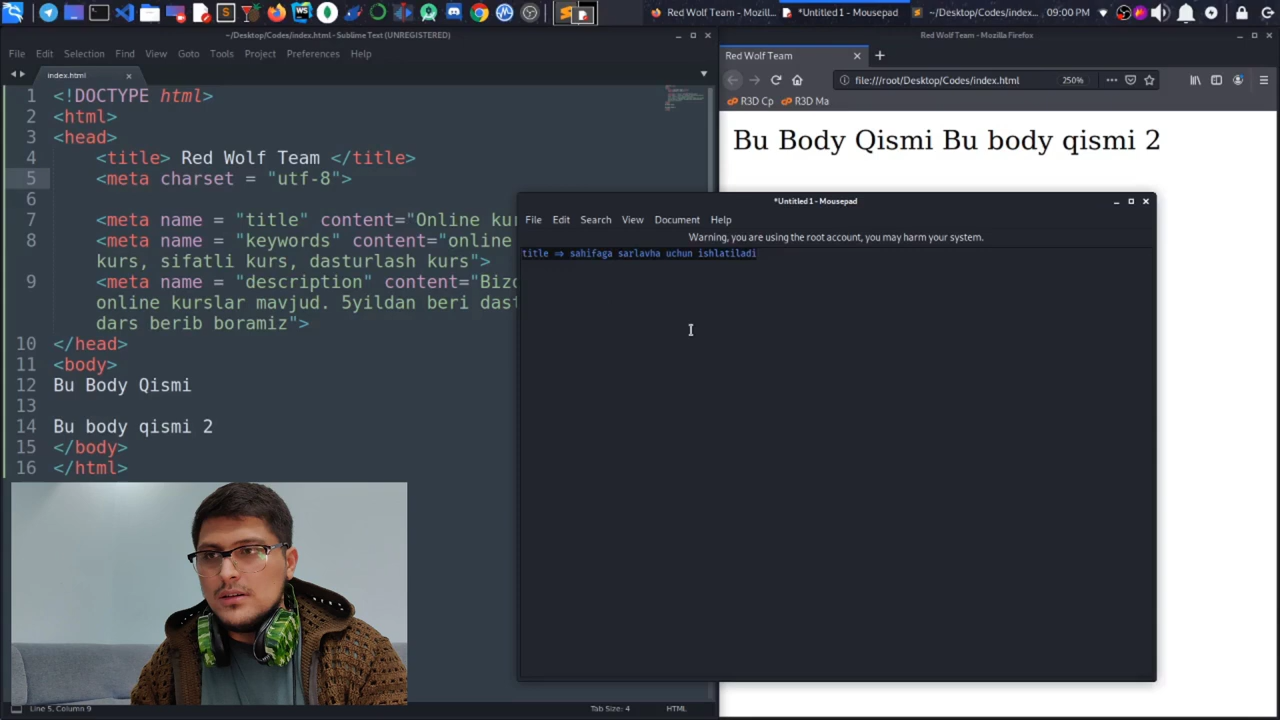 Red Wolf Team - Mozill...
*Untitled 1 - Mousepad
~/Desktop/Codes/index...
09:00 PM
~/Desktop/Codes/index.html - Sublime Text (UNREGISTERED)
File Edit Selection Find View Goto Tools Project Preferences Help
index.html
1 <!DOCTYPE html>
2 <html>
3 <head>
4 <title> Red Wolf Team </title>
5 <meta charset = "utf-8">
6
7 <meta name = "title" content="Online kur
8 <meta name = "keywords" content="online
kurs, sifatli kurs, dasturlash kurs">
9 <meta name = "description" content="Bizd
online kurslar mavjud. 5yildan beri dast
dars berib boramiz">
10 </head>
11 <body>
12 Bu Body Qismi
13
14 Bu body qismi 2
15 </body>
16 </html>
Line 5, Column 9
Tab Size: 4
HTML
Red Wolf Team - Mozilla Firefox
Red Wolf Team
file:///root/Desktop/Codes/index.html
250%
R3D Cp R3D Ma
Bu Body Qismi Bu body qismi 2
*Untitled 1 - Mousepad
File Edit Search View Document Help
Warning, you are using the root account, you may harm your system.
title => sahifaga sarlavha uchun ishlatiladi